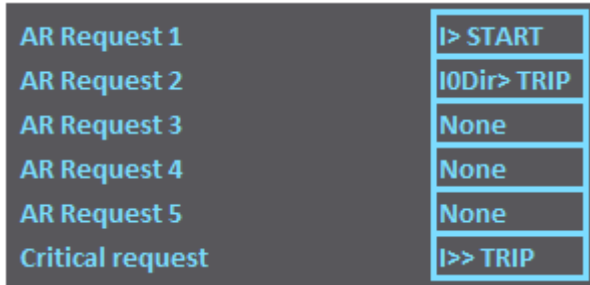 AR Request 1 I> START
AR Request 2 I0Dir> TRIP
AR Request 3 None
AR Request 4 None
AR Request 5 None
Critical request I>> TRIP